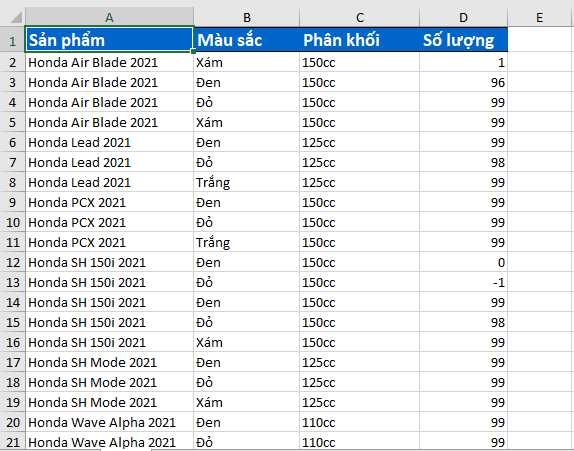 A B C D E
1 Sản phẩm Màu sắc Phân khối Số lượng
2 Honda Air Blade 2021 Xám 150cc 1
3 Honda Air Blade 2021 Đen 150cc 96
4 Honda Air Blade 2021 Đỏ 150cc 99
5 Honda Air Blade 2021 Xám 150cc 99
6 Honda Lead 2021 Đen 125cc 99
7 Honda Lead 2021 Đỏ 125cc 98
8 Honda Lead 2021 Trắng 125cc 99
9 Honda PCX 2021 Đen 150cc 99
10 Honda PCX 2021 Đỏ 150cc 99
11 Honda PCX 2021 Trắng 150cc 99
12 Honda SH 150i 2021 Đen 150cc 0
13 Honda SH 150i 2021 Đỏ 150cc -1
14 Honda SH 150i 2021 Đen 150cc 99
15 Honda SH 150i 2021 Đỏ 150cc 98
16 Honda SH 150i 2021 Xám 150cc 99
17 Honda SH Mode 2021 Đen 125cc 99
18 Honda SH Mode 2021 Đỏ 125cc 99
19 Honda SH Mode 2021 Xám 125cc 99
20 Honda Wave Alpha 2021 Đen 110cc 99
21 Honda Wave Alpha 2021 Đỏ 110cc 99